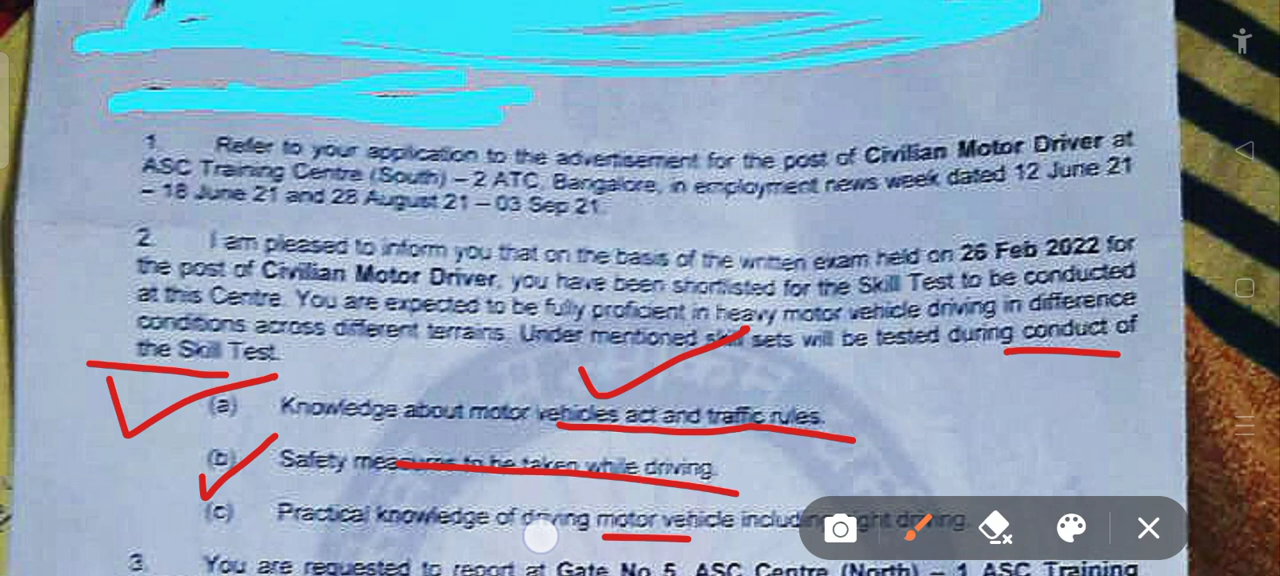 1. Refer to your application to the advertisement for the post of Civilian Motor Driver at
ASC Training Centre (South) – 2 ATC, Bangalore, in employment news week dated 12 June 21
– 18 June 21 and 28 August 21 – 03 Sep 21.
2. I am pleased to inform you that on the basis of the written exam held on 26 Feb 2022 for
the post of Civilian Motor Driver, you have been shortlisted for the Skill Test to be conducted
at this Centre. You are expected to be fully proficient in heavy motor vehicle driving in difference
conditions across different terrains. Under mentioned skill sets will be tested during conduct of
the Skill Test.
(a) Knowledge about motor vehicles act and traffic rules.
(b) Safety measures to be taken while driving.
(c) Practical knowledge of driving motor vehicle including night driving.
3. You are requested to report at Gate No 5, ASC Centre (North) – 1 ASC Training